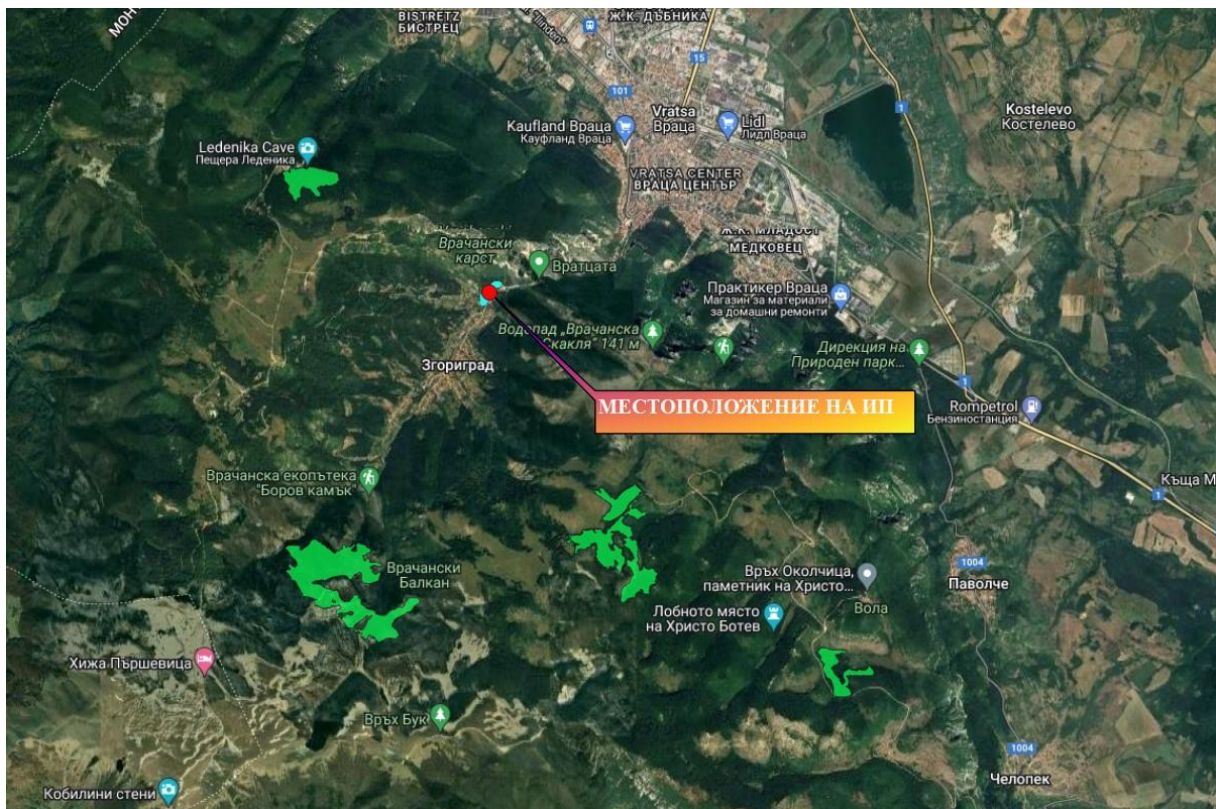 BISTRETZ
БИСТРЕЦ
Ж.К. ДЪБНИКА
15
101
1
Kostelevo
Костелево
Vratsa
Враца
Kaufland Враца
Кауфланд Враца
Lidl
Лидл Враца
Ledenika Cave
Пещера Леденика
VRATSA CENTER
ВРАЦА ЦЕНТЪР
Ж.К. МЛАДОСТ
МЕДКОВЕЦ
Врачански
карст
Вратцата
Практикер Враца
Магазин за материали
за домашни ремонти
Водопад „Врачанска
Скакля" 141 м
Дирекция на
Природен парк...
Згориград
МЕСТОПОЛОЖЕНИЕ НА ИП
1
Rompetrol
Бензиностанция
Врачанска екопътека
"Боров камък"
Къща М
1
Врачански
Балкан
Връх Околчица,
паметник на Христо...
Вола
1004
Паволче
Лобното място
на Христо Ботев
Хижа Пършевица
Връх Бук
1004
Челопек
Кобилини стени